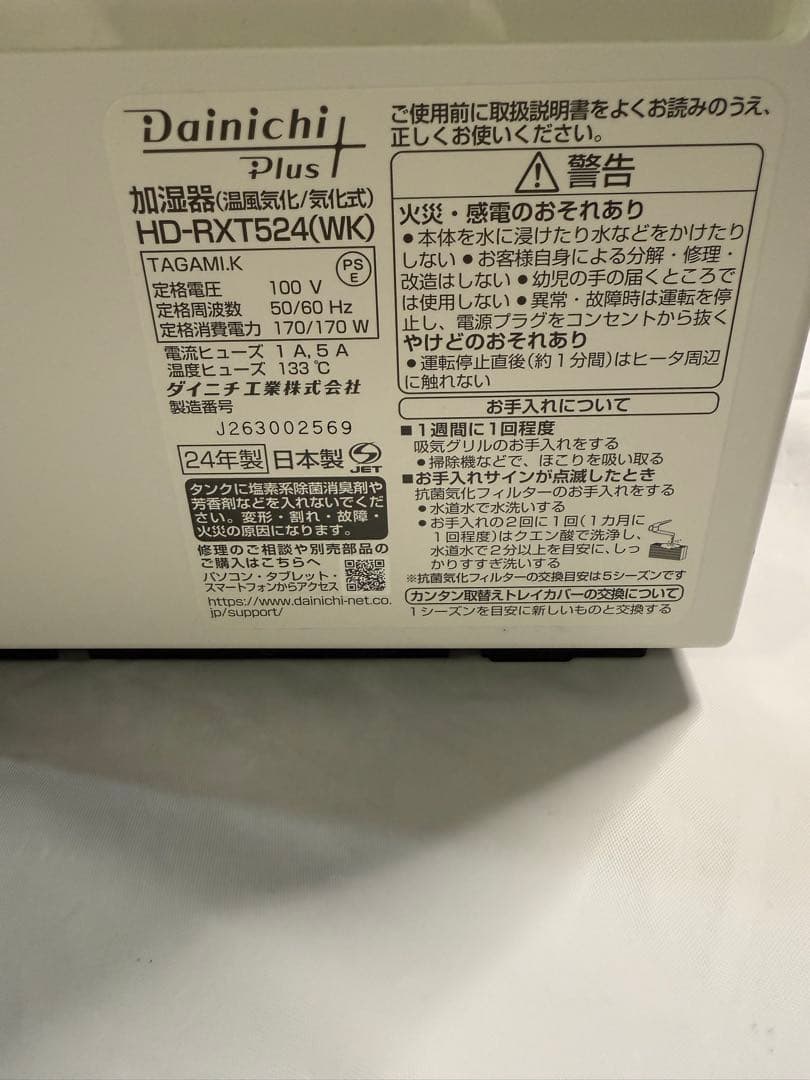 Dainichi
Plus
加湿器(温風気化/気化式)
HD-RXT524(WK)
TAGAMI.K
PS
E
定格電圧 100 V
定格周波数 50/60 Hz
定格消費電力 170/170 W
電流ヒューズ 1 A, 5 A
温度ヒューズ 133 ℃
ダイニチ工業株式会社
製造番号
J263002569
24年製 日本製 JET
タンクに塩素系除菌消臭剤や
芳香剤などを入れないでくだ
さい。変形・割れ・故障・
火災の原因になります。
修理のご相談や別売部品の
ご購入はこちらへ
パソコン・タブレット・
スマートフォンからアクセス
https://www.dainichi-net.co.
jp/support/
ご使用前に取扱説明書をよくお読みのうえ、
正しくお使いください。
警告
火災・感電のおそれあり
●本体を水に浸けたり水などをかけたり
しない ●お客様自身による分解・修理・
改造はしない ●幼児の手の届くところで
は使用しない ●異常・故障時は運転を停
止し、電源プラグをコンセントから抜く
やけどのおそれあり
●運転停止直後(約1分間)はヒータ周辺
に触れない
お手入れについて
■1週間に1回程度
吸気グリルのお手入れをする
●掃除機などで、ほこりを吸い取る
■お手入れサインが点滅したとき
抗菌気化フィルターのお手入れをする
●水道水で水洗いする
●お手入れの2回に1回(1カ月に
1回程度)はクエン酸で洗浄し、
水道水で2分以上を目安に、しっ
かりすすぎ洗いする
※抗菌気化フィルターの交換目安は5シーズンです
カンタン取替えトレイカバーの交換について
1シーズンを目安に新しいものと交換する